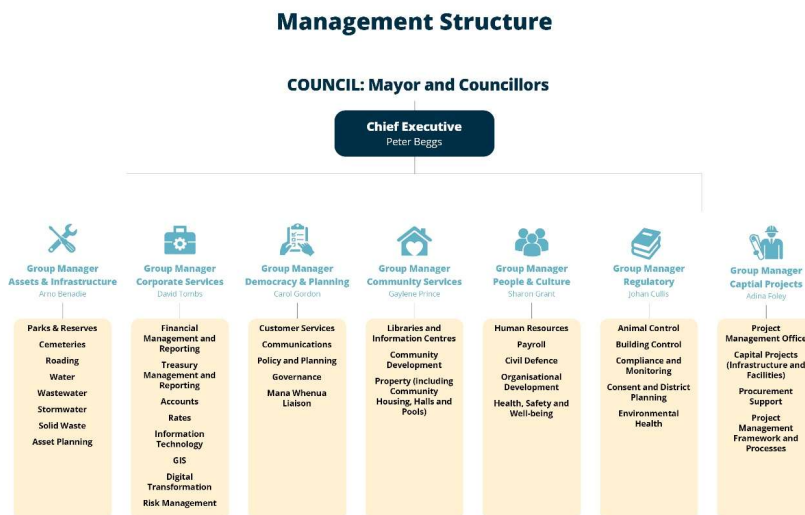 Management Structure
COUNCIL: Mayor and Councillors
Chief Executive
Peter Beggs
Group Manager
Assets & Infrastructure
Arno Benadie
Parks & Reserves
Cemeteries
Roading
Water
Wastewater
Stormwater
Solid Waste
Asset Planning
Group Manager
Corporate Services
David Tombs
Financial
Management and
Reporting
Treasury
Management and
Reporting
Accounts
Rates
Information
Technology
GIS
Digital
Transformation
Risk Management
Group Manager
Democracy & Planning
Carol Gordon
Customer Services
Communications
Policy and Planning
Governance
Mana Whenua
Liaison
Group Manager
Community Services
Gaylene Prince
Libraries and
Information Centres
Community
Development
Property (including
Community
Housing, Halls and
Pools)
Group Manager
People & Culture
Sharon Grant
Human Resources
Payroll
Civil Defence
Organisational
Development
Health, Safety and
Well-being
Group Manager
Regulatory
Johan Cullis
Animal Control
Building Control
Compliance and
Monitoring
Consent and District
Planning
Environmental
Health
Group Manager
Captial Projects
Adina Foley
Project
Management Office
Capital Projects
(Infrastructure and
Facilities)
Procurement
Support
Project
Management
Framework and
Processes